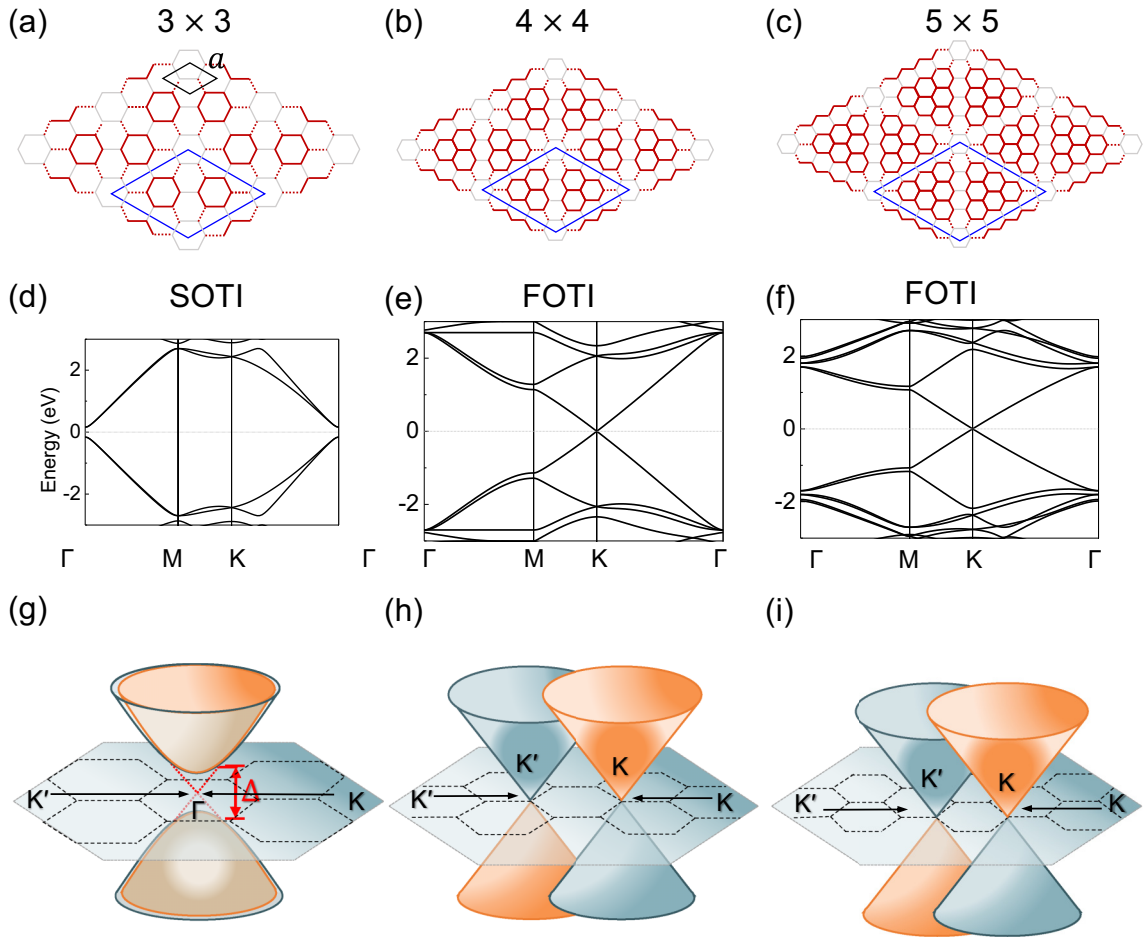 (a) 3 × 3 (b) 4 × 4 (c) 5 × 5
a
(d) SOTI (e) FOTI (f) FOTI
Energy (eV)
2 2 2
0 0 0
-2 -2 -2
Γ M K Γ Γ M K Γ Γ M K Γ
(g) (h) (i)
K′ Γ Δ K K′ K′ K K K′ K′ K K